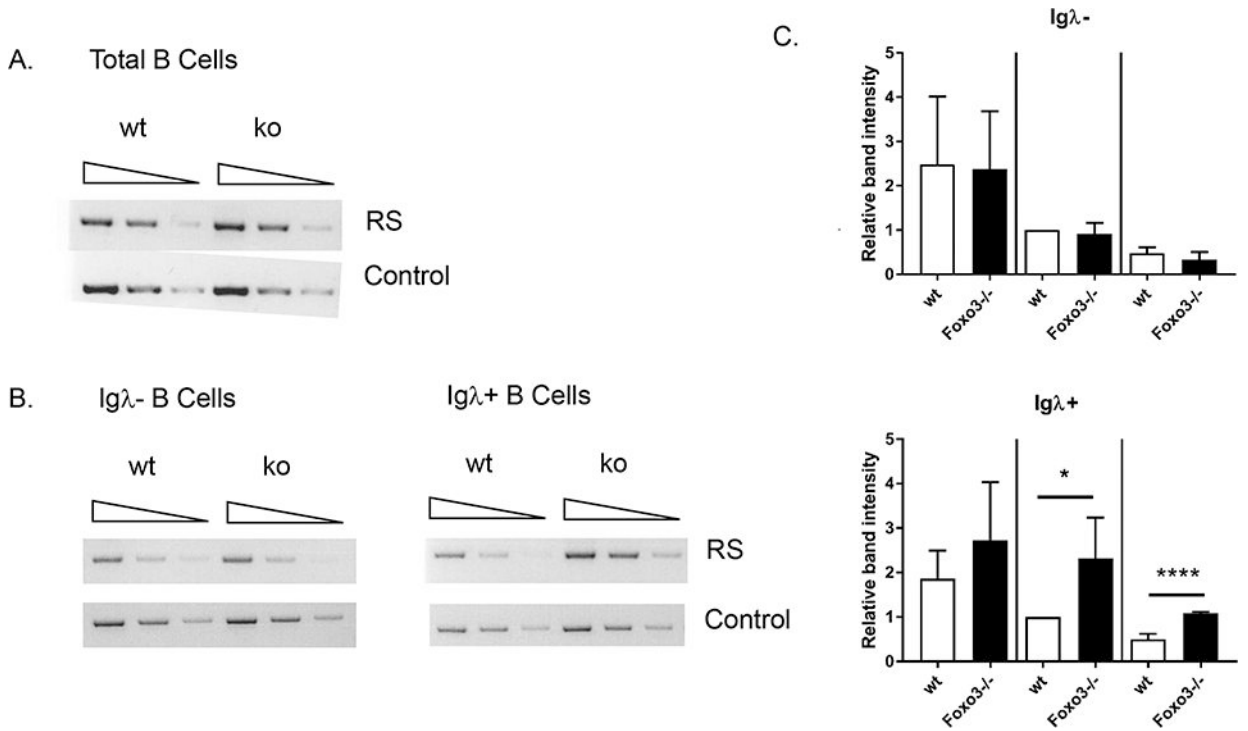 A. Total B Cells
wt ko
RS
Control
B. Igλ- B Cells Igλ+ B Cells
wt ko wt ko
RS
Control
C.
Igλ-
Relative band intensity
5
4
3
2
1
0
wt Foxo3-/- wt Foxo3-/- wt Foxo3-/-
Igλ+
Relative band intensity
5
4
3
2
1
0
*
****
wt Foxo3-/- wt Foxo3-/- wt Foxo3-/-